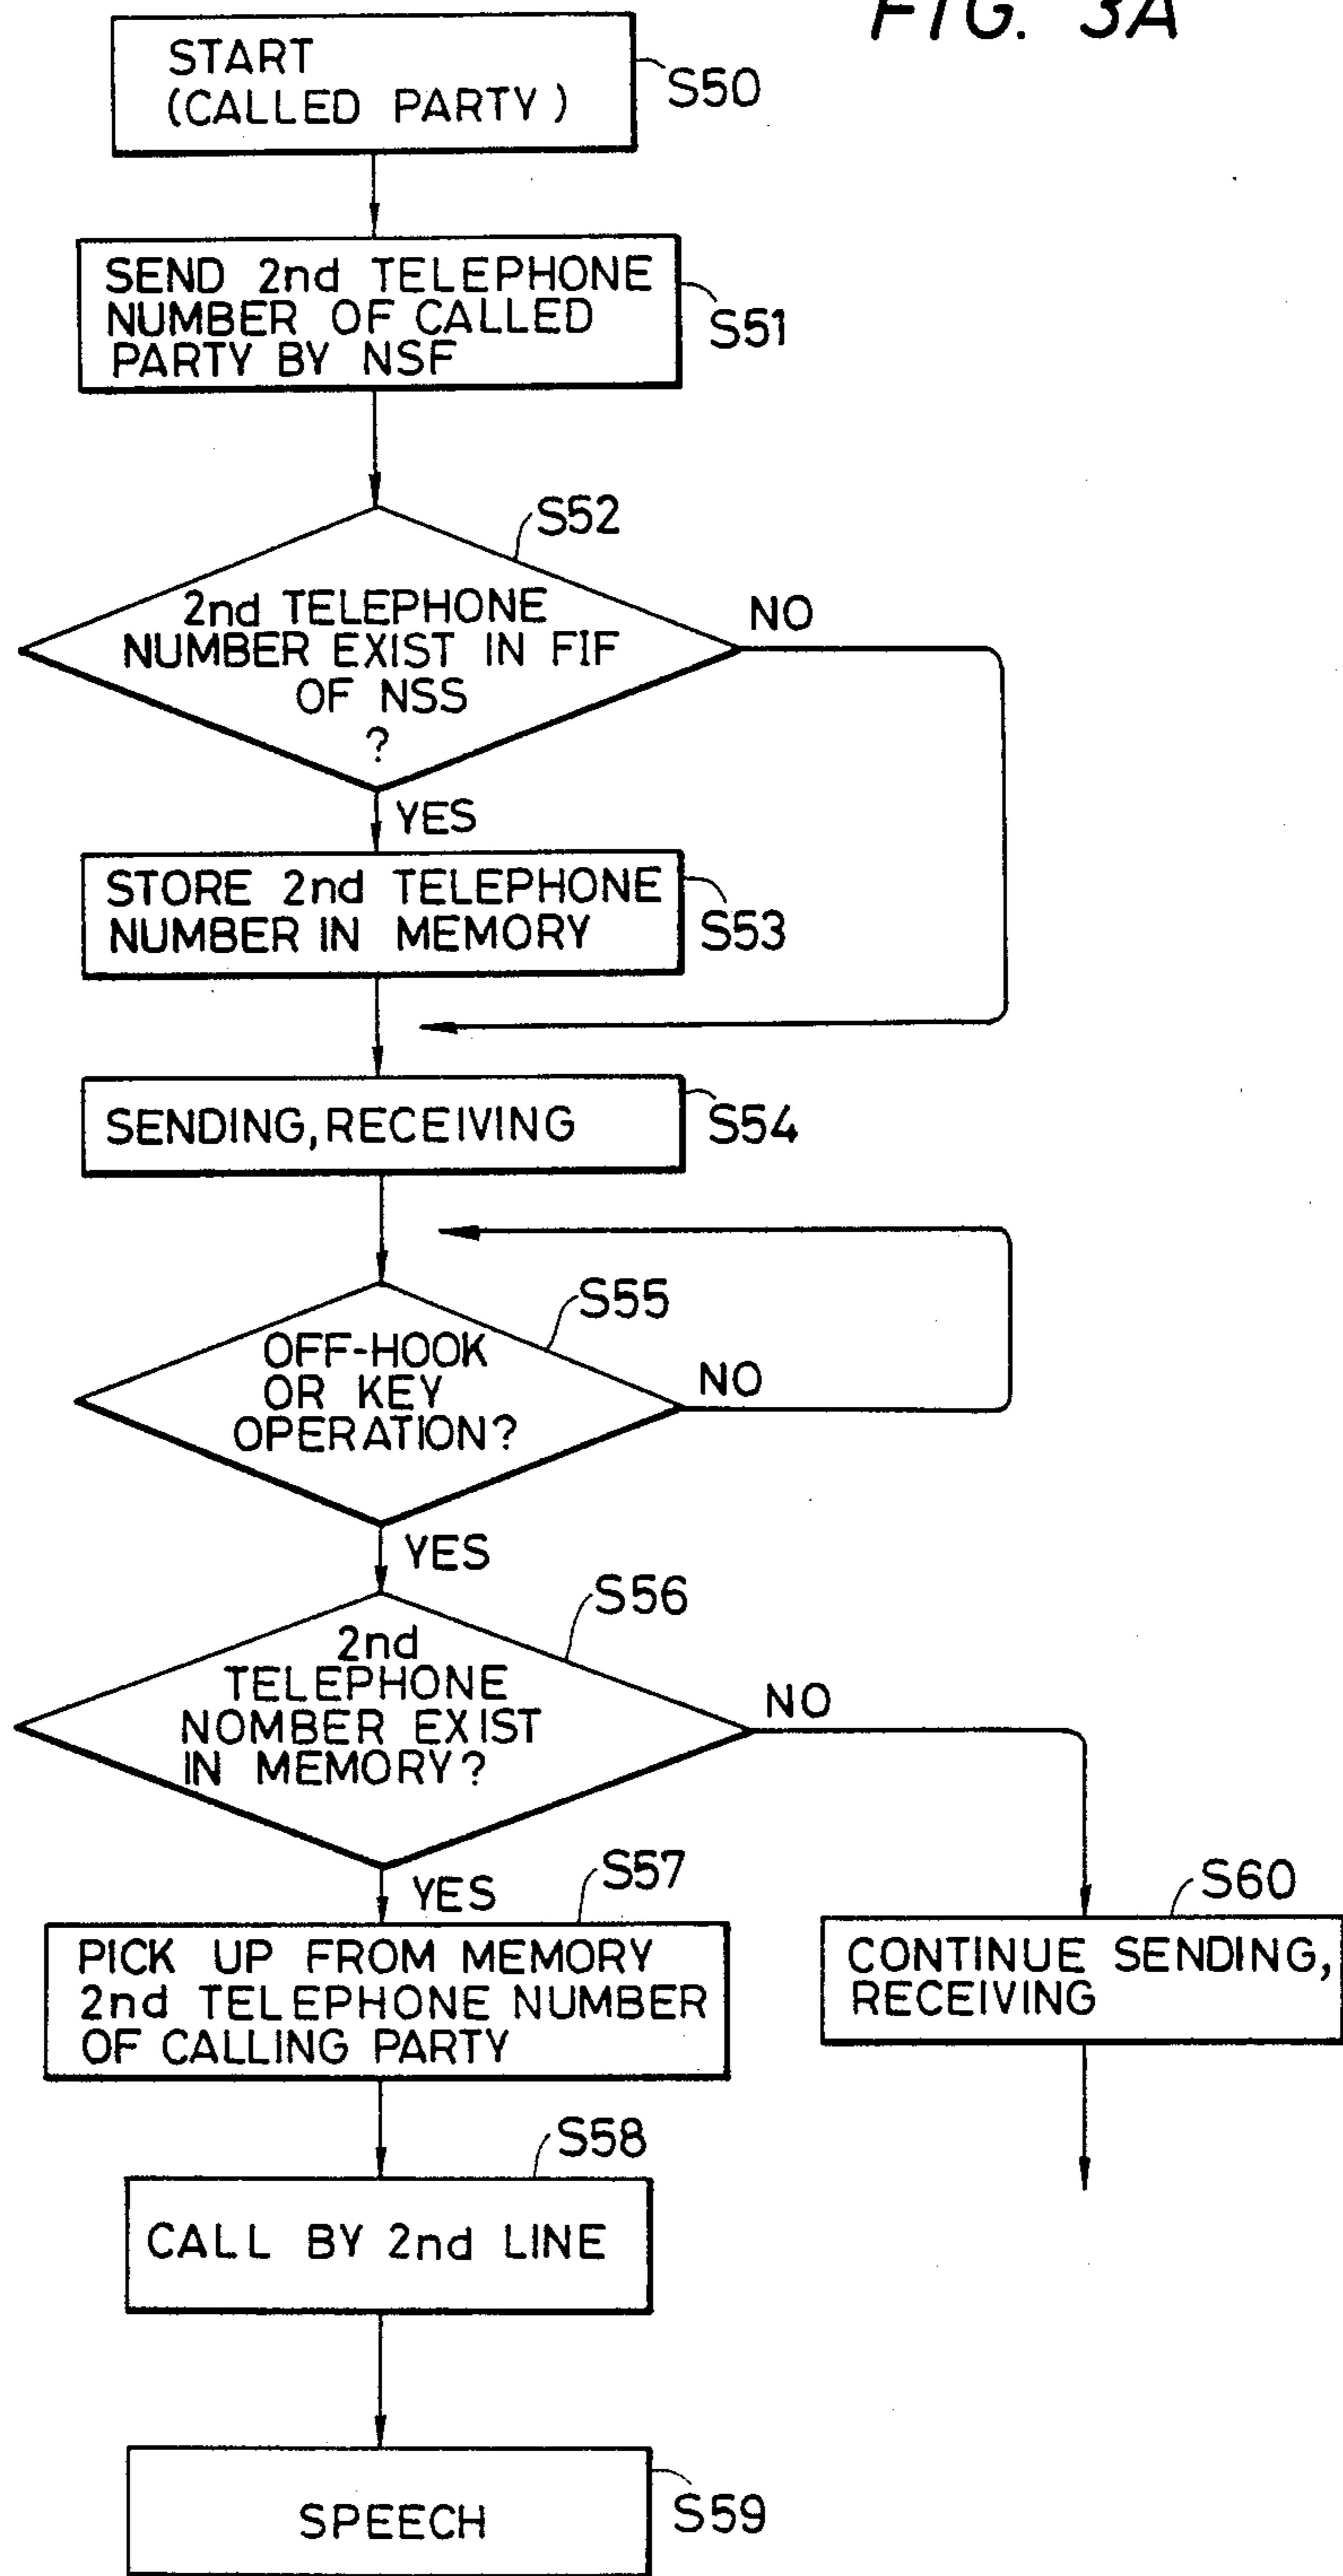 FIG. 3A
START
(CALLED PARTY)
S50
SEND 2nd TELEPHONE
NUMBER OF CALLED
PARTY BY NSF
S51
S52
2nd TELEPHONE
NUMBER EXIST IN FIF
OF NSS
?
NO
YES
STORE 2nd TELEPHONE
NUMBER IN MEMORY
S53
SENDING, RECEIVING
S54
S55
OFF-HOOK
OR KEY
OPERATION?
NO
YES
S56
2nd
TELEPHONE
NOMBER EXIST
IN MEMORY?
NO
YES
S57
PICK UP FROM MEMORY
2nd TELEPHONE NUMBER
OF CALLING PARTY
S60
CONTINUE SENDING,
RECEIVING
S58
CALL BY 2nd LINE
SPEECH
S59